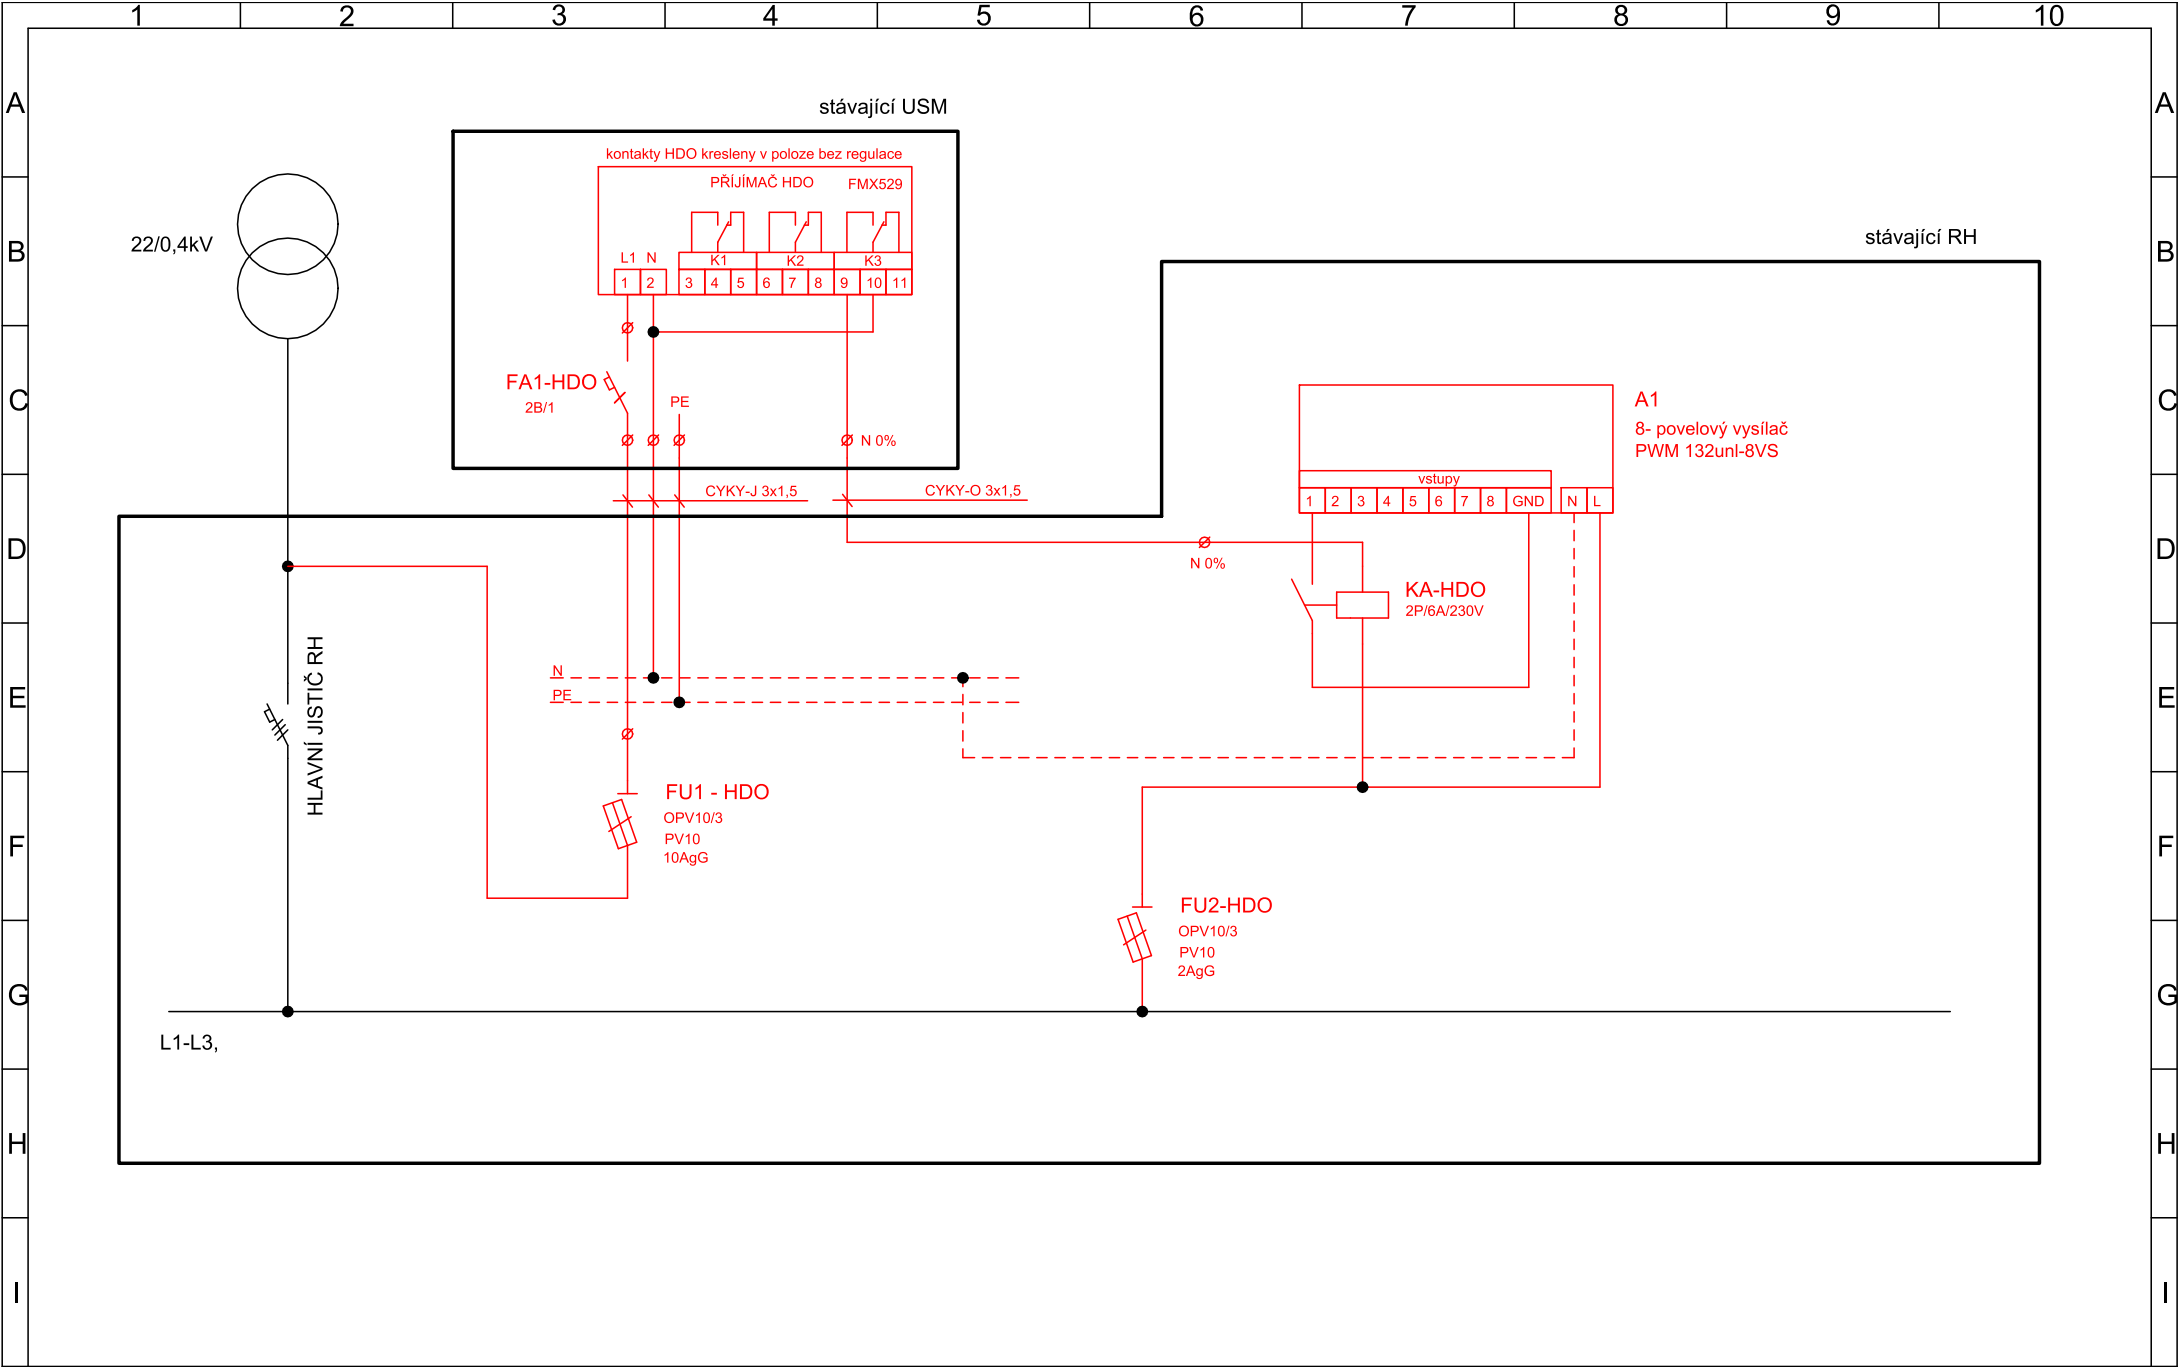 1 2 3 4 5 6 7 8 9 10
A A
stávající USM
kontakty HDO kresleny v poloze bez regulace
PŘÍJÍMAČ HDO FMX529
22/0,4kV
B B
stávající RH
L1 N K1 K2 K3
1 2 3 4 5 6 7 8 9 10 11
FA1-HDO
2B/1
PE
C C
A1
8- povelový vysílač
PWM 132unl-8VS
N 0%
vstupy
CYKY-J 3x1,5 CYKY-O 3x1,5
1 2 3 4 5 6 7 8 GND N L
D D
N 0%
KA-HDO
2P/6A/230V
HLAVNÍ JISTIČ RH
N
PE
E E
FU1 - HDO
OPV10/3
PV10
10AgG
F F
FU2-HDO
OPV10/3
PV10
2AgG
G G
L1-L3,
H H
I I